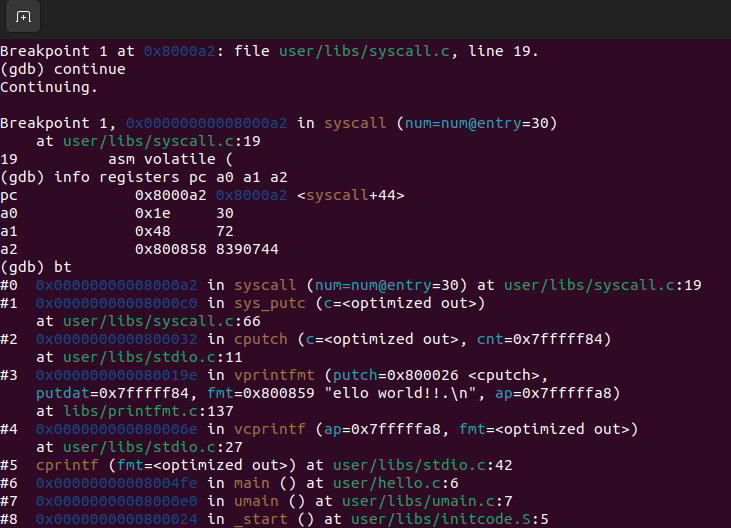 Breakpoint 1 at 0x8000a2: file user/libs/syscall.c, line 19.
(gdb) continue
Continuing.
Breakpoint 1, 0x00000000008000a2 in syscall (num=num@entry=30)
    at user/libs/syscall.c:19
19          asm volatile (
(gdb) info registers pc a0 a1 a2
pc             0x8000a2 0x8000a2 <syscall+44>
a0             0x1e     30
a1             0x48     72
a2             0x800858 8390744
(gdb) bt
#0  0x00000000008000a2 in syscall (num=num@entry=30) at user/libs/syscall.c:19
#1  0x00000000008000c0 in sys_putc (c=<optimized out>)
    at user/libs/syscall.c:66
#2  0x0000000000800032 in cputch (c=<optimized out>, cnt=0x7fffff84)
    at user/libs/stdio.c:11
#3  0x000000000080019e in vprintfmt (putch=0x800026 <cputch>,
    putdat=0x7fffff84, fmt=0x800859 "ello world!!.\n", ap=0x7fffffa8)
    at libs/printfmt.c:137
#4  0x000000000080006e in vcprintf (ap=0x7fffffa8, fmt=<optimized out>)
    at user/libs/stdio.c:27
#5  cprintf (fmt=<optimized out>) at user/libs/stdio.c:42
#6  0x00000000008004fe in main () at user/hello.c:6
#7  0x00000000008000e0 in umain () at user/libs/umain.c:7
#8  0x0000000000800024 in _start () at user/libs/initcode.S:5